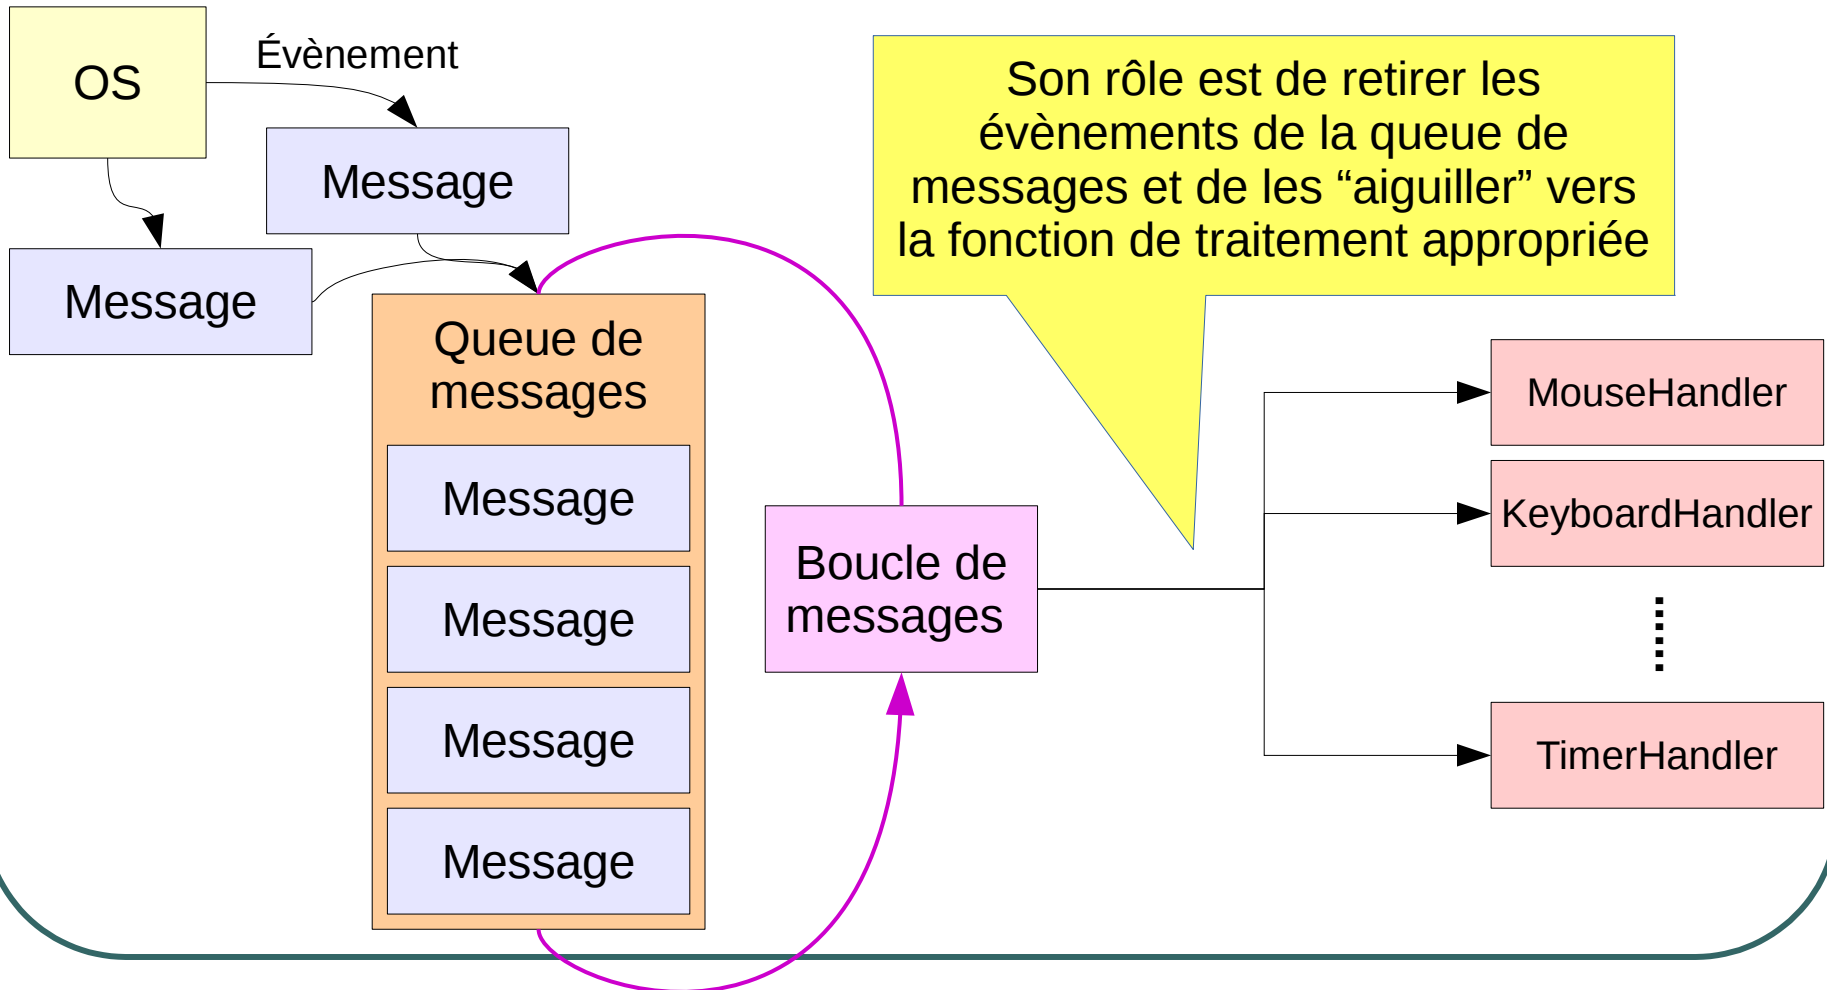 OS
Évènement
Message
Message
Son rôle est de retirer les
évènements de la queue de
messages et de les “aiguiller” vers
la fonction de traitement appropriée
Queue de
messages
Message
Message
Message
Message
Boucle de
messages
MouseHandler
KeyboardHandler
TimerHandler